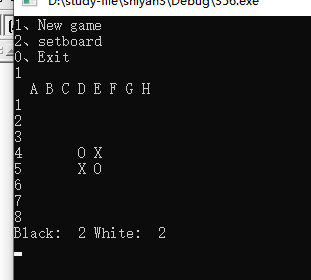 D:\study-file\shiyan3\Debug\356.exe
1、New game
2、setboard
0、Exit
1
A B C D E F G H
1
2
3
4 O X
5 X O
6
7
8
Black: 2 White: 2